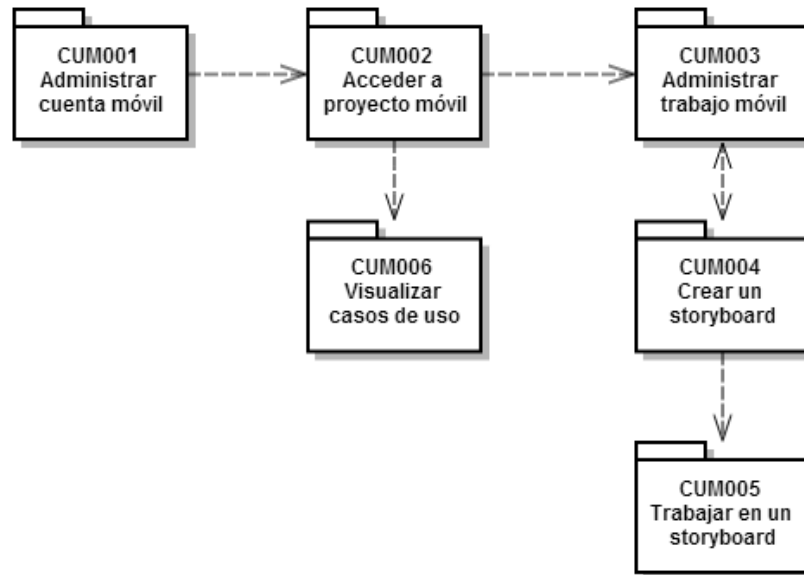 CUM001
Administrar
cuenta móvil
CUM002
Acceder a
proyecto móvil
CUM003
Administrar
trabajo móvil
CUM006
Visualizar
casos de uso
CUM004
Crear un
storyboard
CUM005
Trabajar en un
storyboard